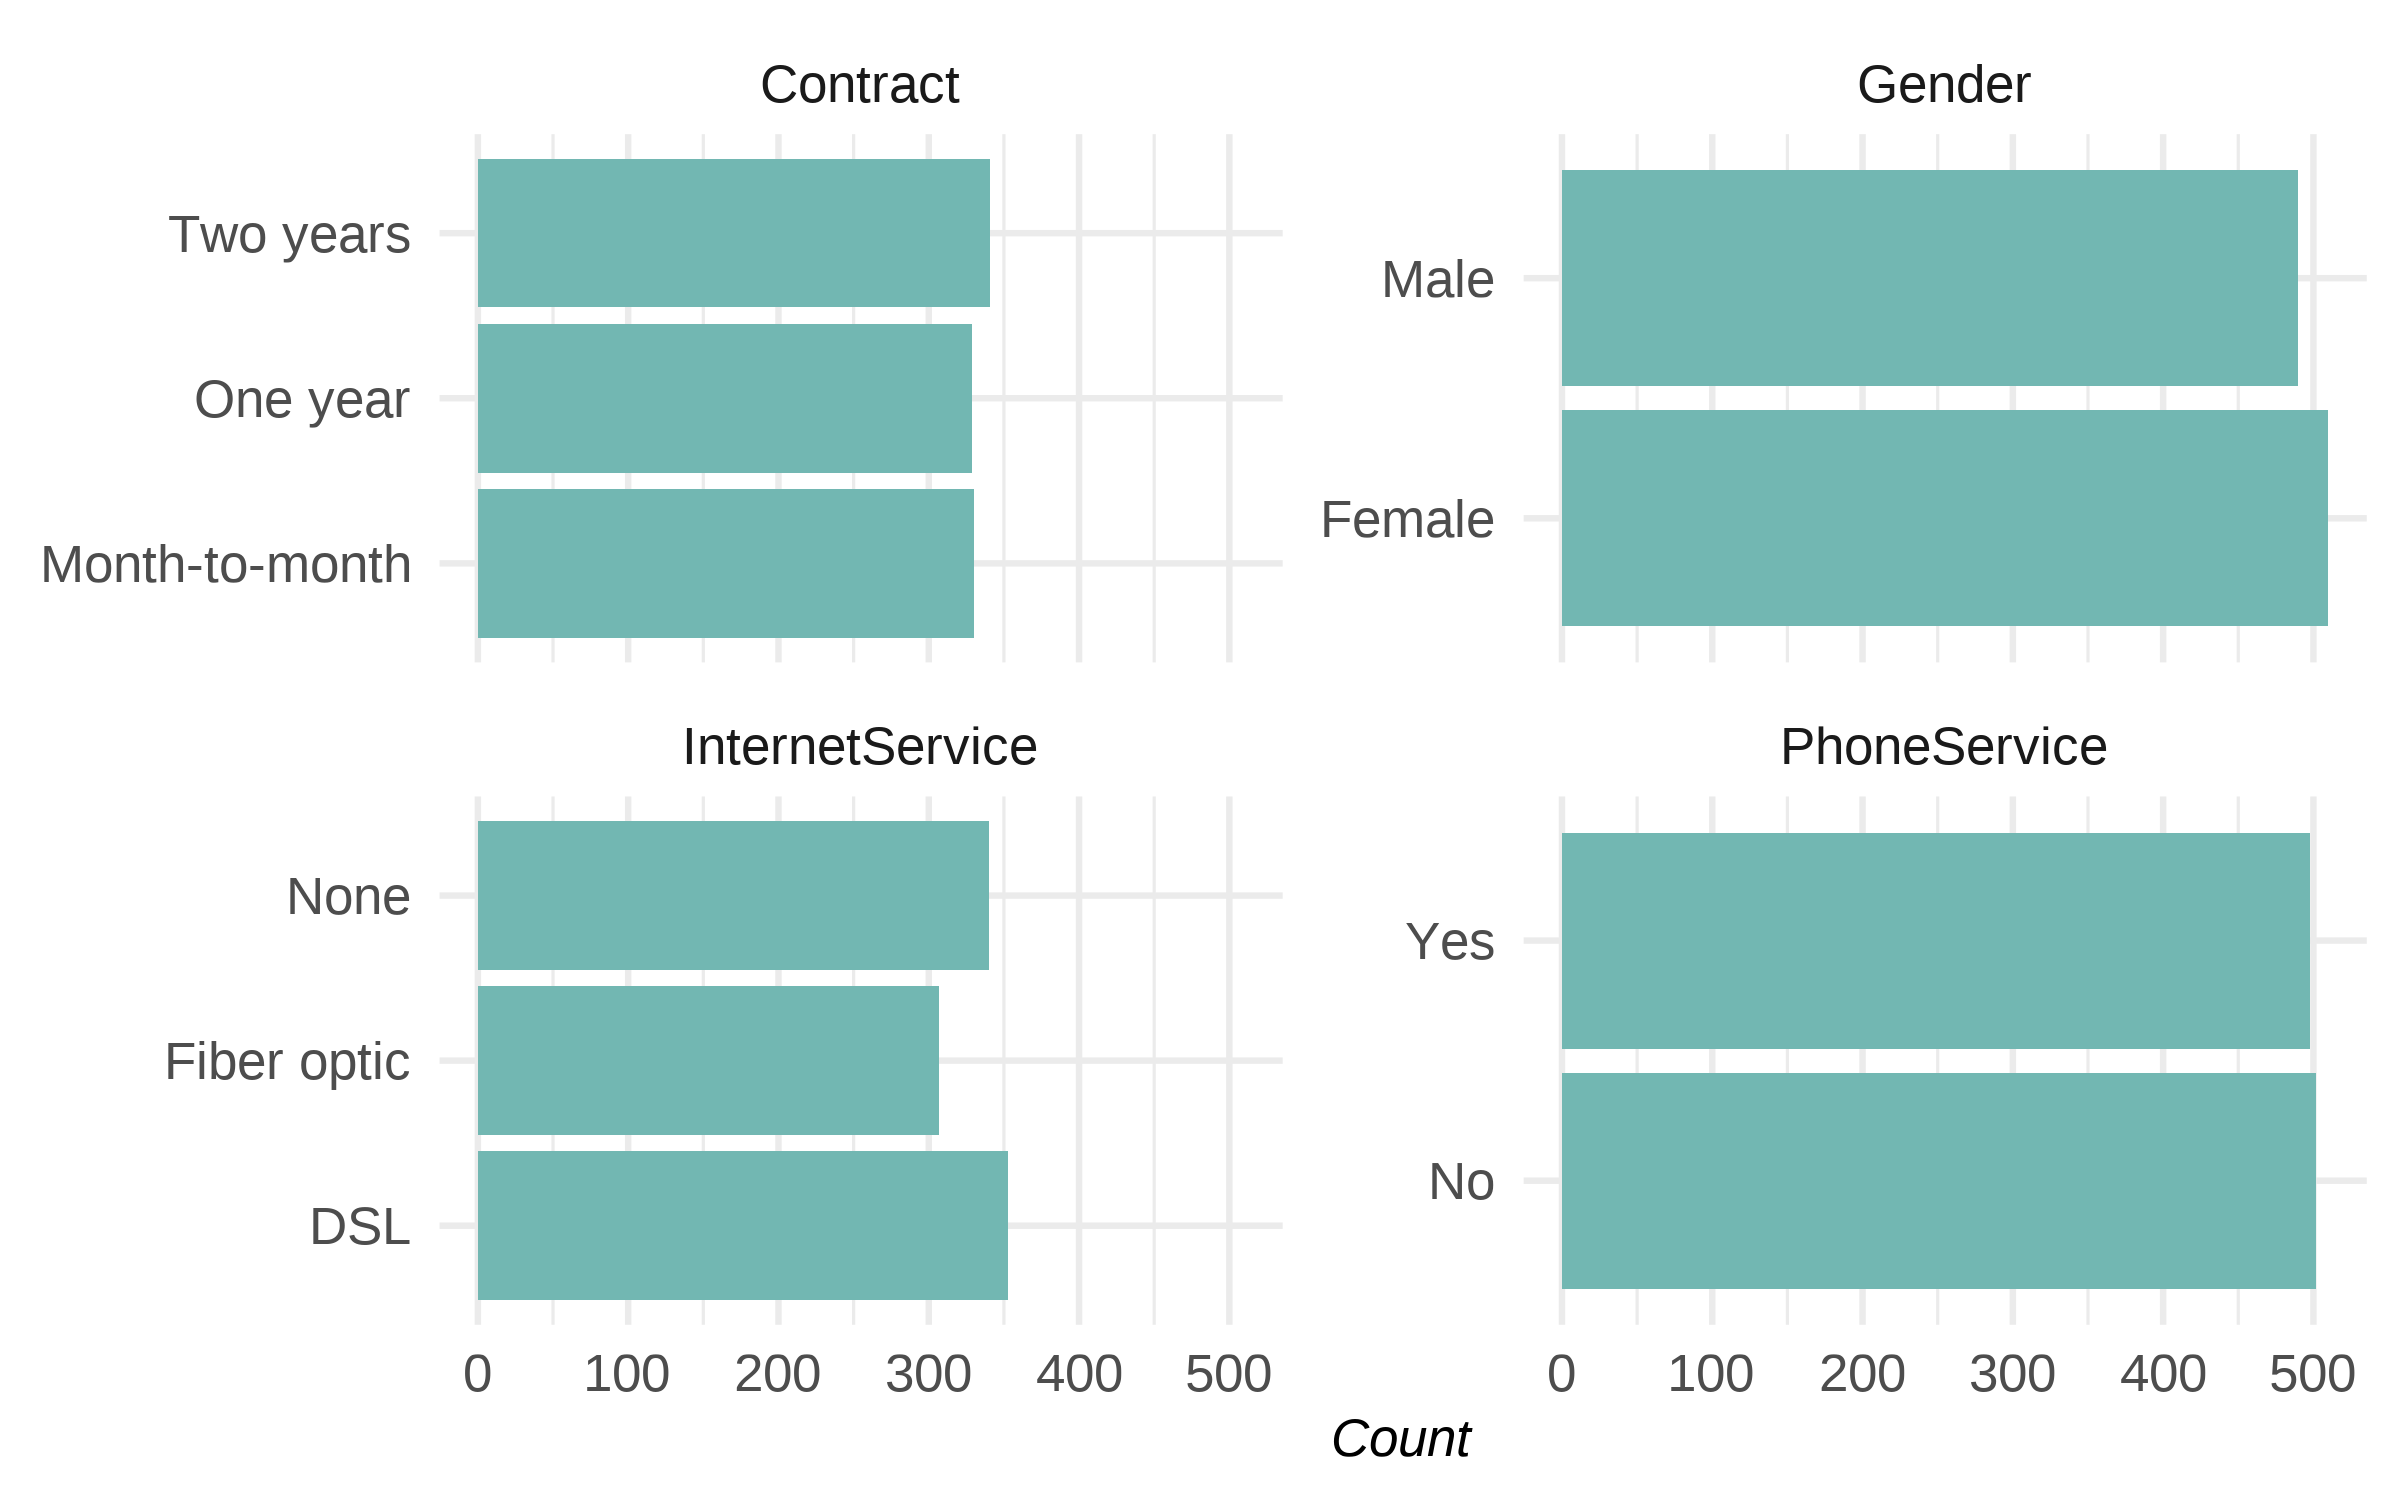 Contract
Two years
One year
Month-to-month
Gender
Male
Female
InternetService
None
Fiber optic
DSL
0 100 200 300 400 500
PhoneService
Yes
No
0 100 200 300 400 500
Count